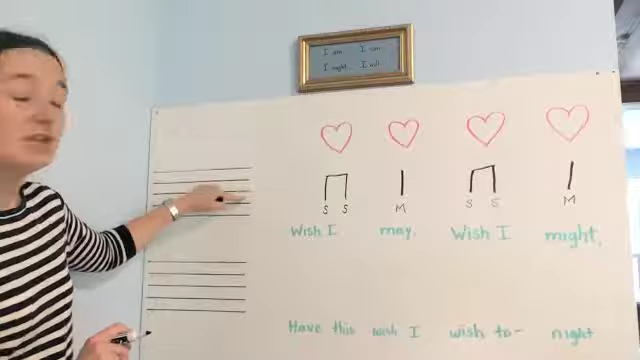 I am I can
I might I will
S S M S S M
Wish I may, Wish I might,
Have this wish I wish to- night